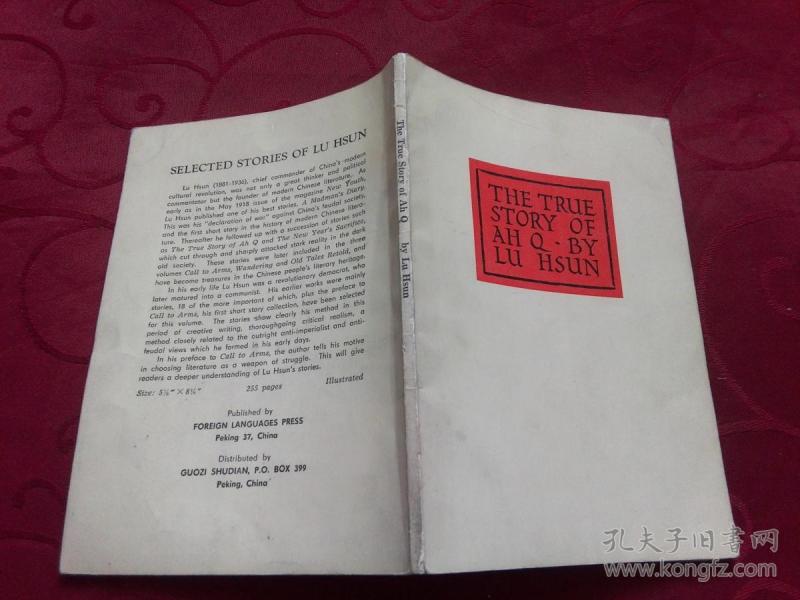 SELECTED STORIES OF LU HSUN
Lu Hsun (1881-1936), chief commander of China's modern
cultural revolution, was not only a great thinker and political
commentator but the founder of modern Chinese literature. As
early as in the May 1918 issue of the magazine New Youth,
Lu Hsun published one of his best stories, A Madman's Diary.
This was his "declaration of war" against China's feudal society,
and the first short story in the history of modern Chinese litera-
ture. Thereafter he followed up with a succession of stories such
as The True Story of Ah Q and The New Year's Sacrifice,
which cut through and sharply attacked stark reality in the dark
old society. These stories were later included in the three
volumes Call to Arms, Wandering and Old Tales Retold, and
have become treasures in the Chinese people's literary heritage.
In his early life Lu Hsun was a revolutionary democrat, who
later matured into a communist. His earlier works were mainly
stories, 18 of the more important of which, plus the preface to
Call to Arms, his first short story collection, have been selected
for this volume. The stories show clearly his method in this
period of creative writing, thoroughgoing critical realism, a
method closely related to the outright anti-imperialist and anti-
feudal views which he formed in his early days.
In his preface to Call to Arms, the author tells his motive
in choosing literature as a weapon of struggle. This will give
readers a deeper understanding of Lu Hsun's stories.
Size: 5½" × 8¼" 255 pages Illustrated
Published by
FOREIGN LANGUAGES PRESS
Peking 37, China
Distributed by
GUOZI SHUDIAN, P.O. BOX 399
Peking, China
The True Story of Ah Q by Lu Hsun
THE TRUE
STORY OF
AH Q - BY
LU HSUN
孔夫子旧书网
www.kongfz.com